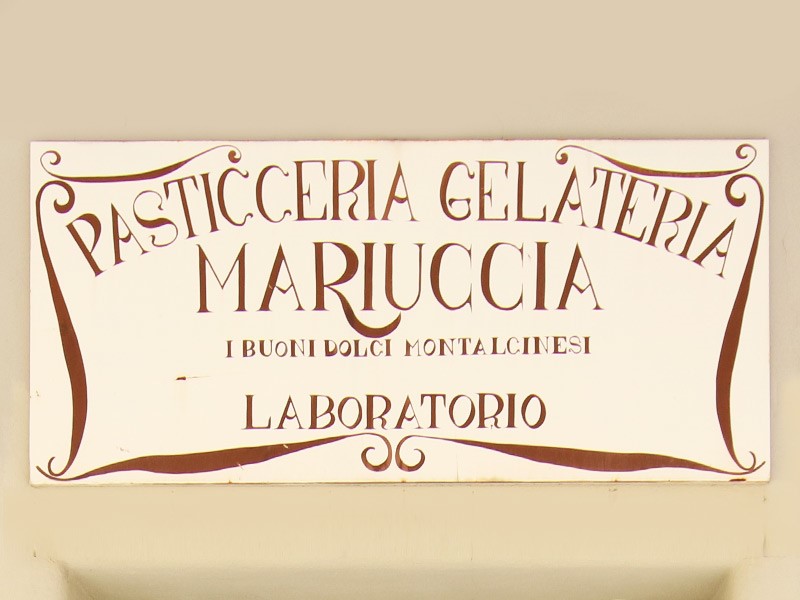 PASTICCERIA GELATERIA
MARIUCCIA
I BUONI DOLCI MONTALCINESI
LABORATORIO